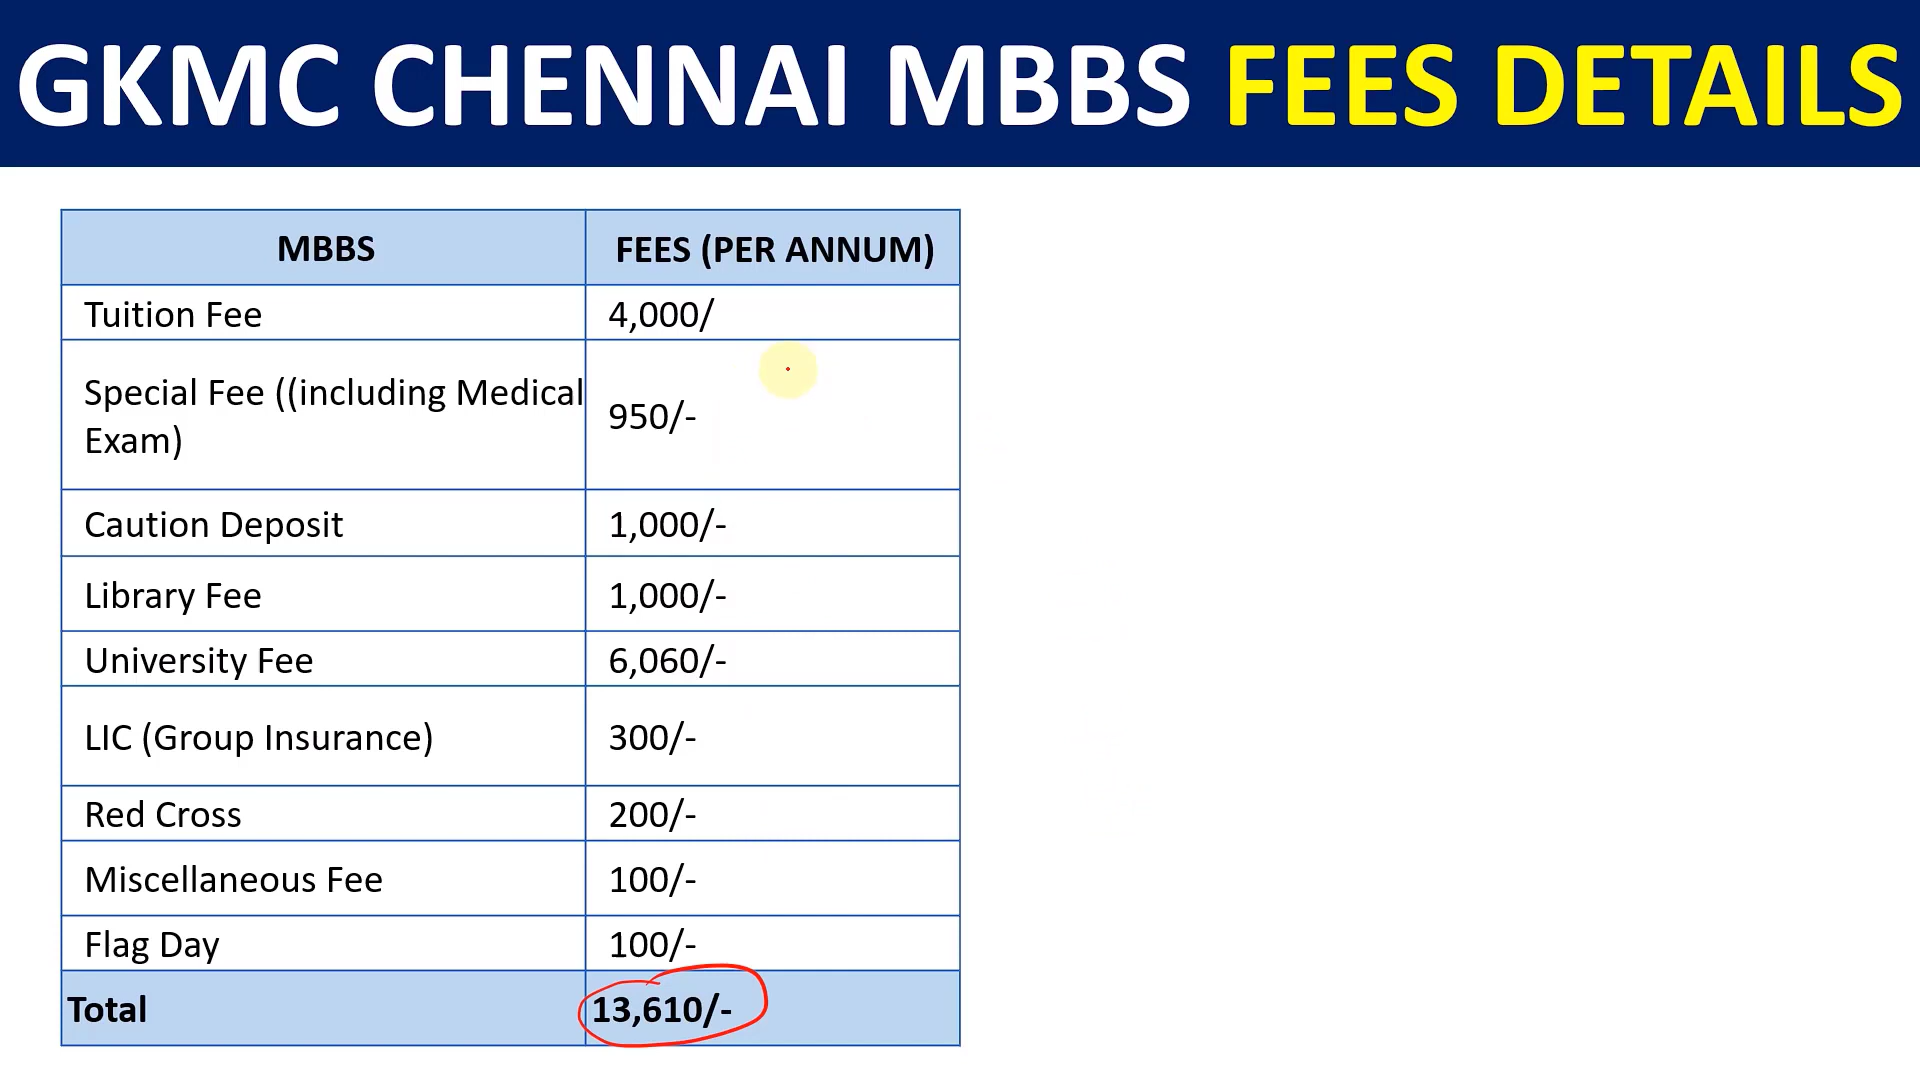 GKMC CHENNAI MBBS FEES DETAILS
MBBS FEES (PER ANNUM)
Tuition Fee 4,000/
Special Fee ((including Medical
Exam) 950/-
Caution Deposit 1,000/-
Library Fee 1,000/-
University Fee 6,060/-
LIC (Group Insurance) 300/-
Red Cross 200/-
Miscellaneous Fee 100/-
Flag Day 100/-
Total 13,610/-